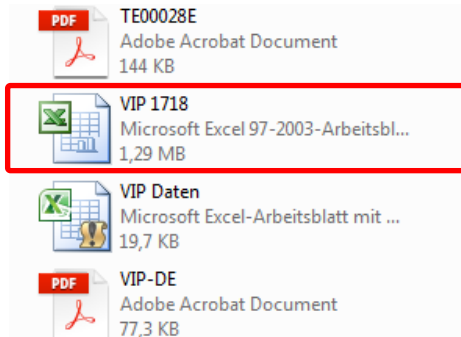 PDF
TE00028E
Adobe Acrobat Document
144 KB
VIP 1718
Microsoft Excel 97-2003-Arbeitsbl...
1,29 MB
VIP Daten
Microsoft Excel-Arbeitsblatt mit ...
19,7 KB
PDF
VIP-DE
Adobe Acrobat Document
77,3 KB